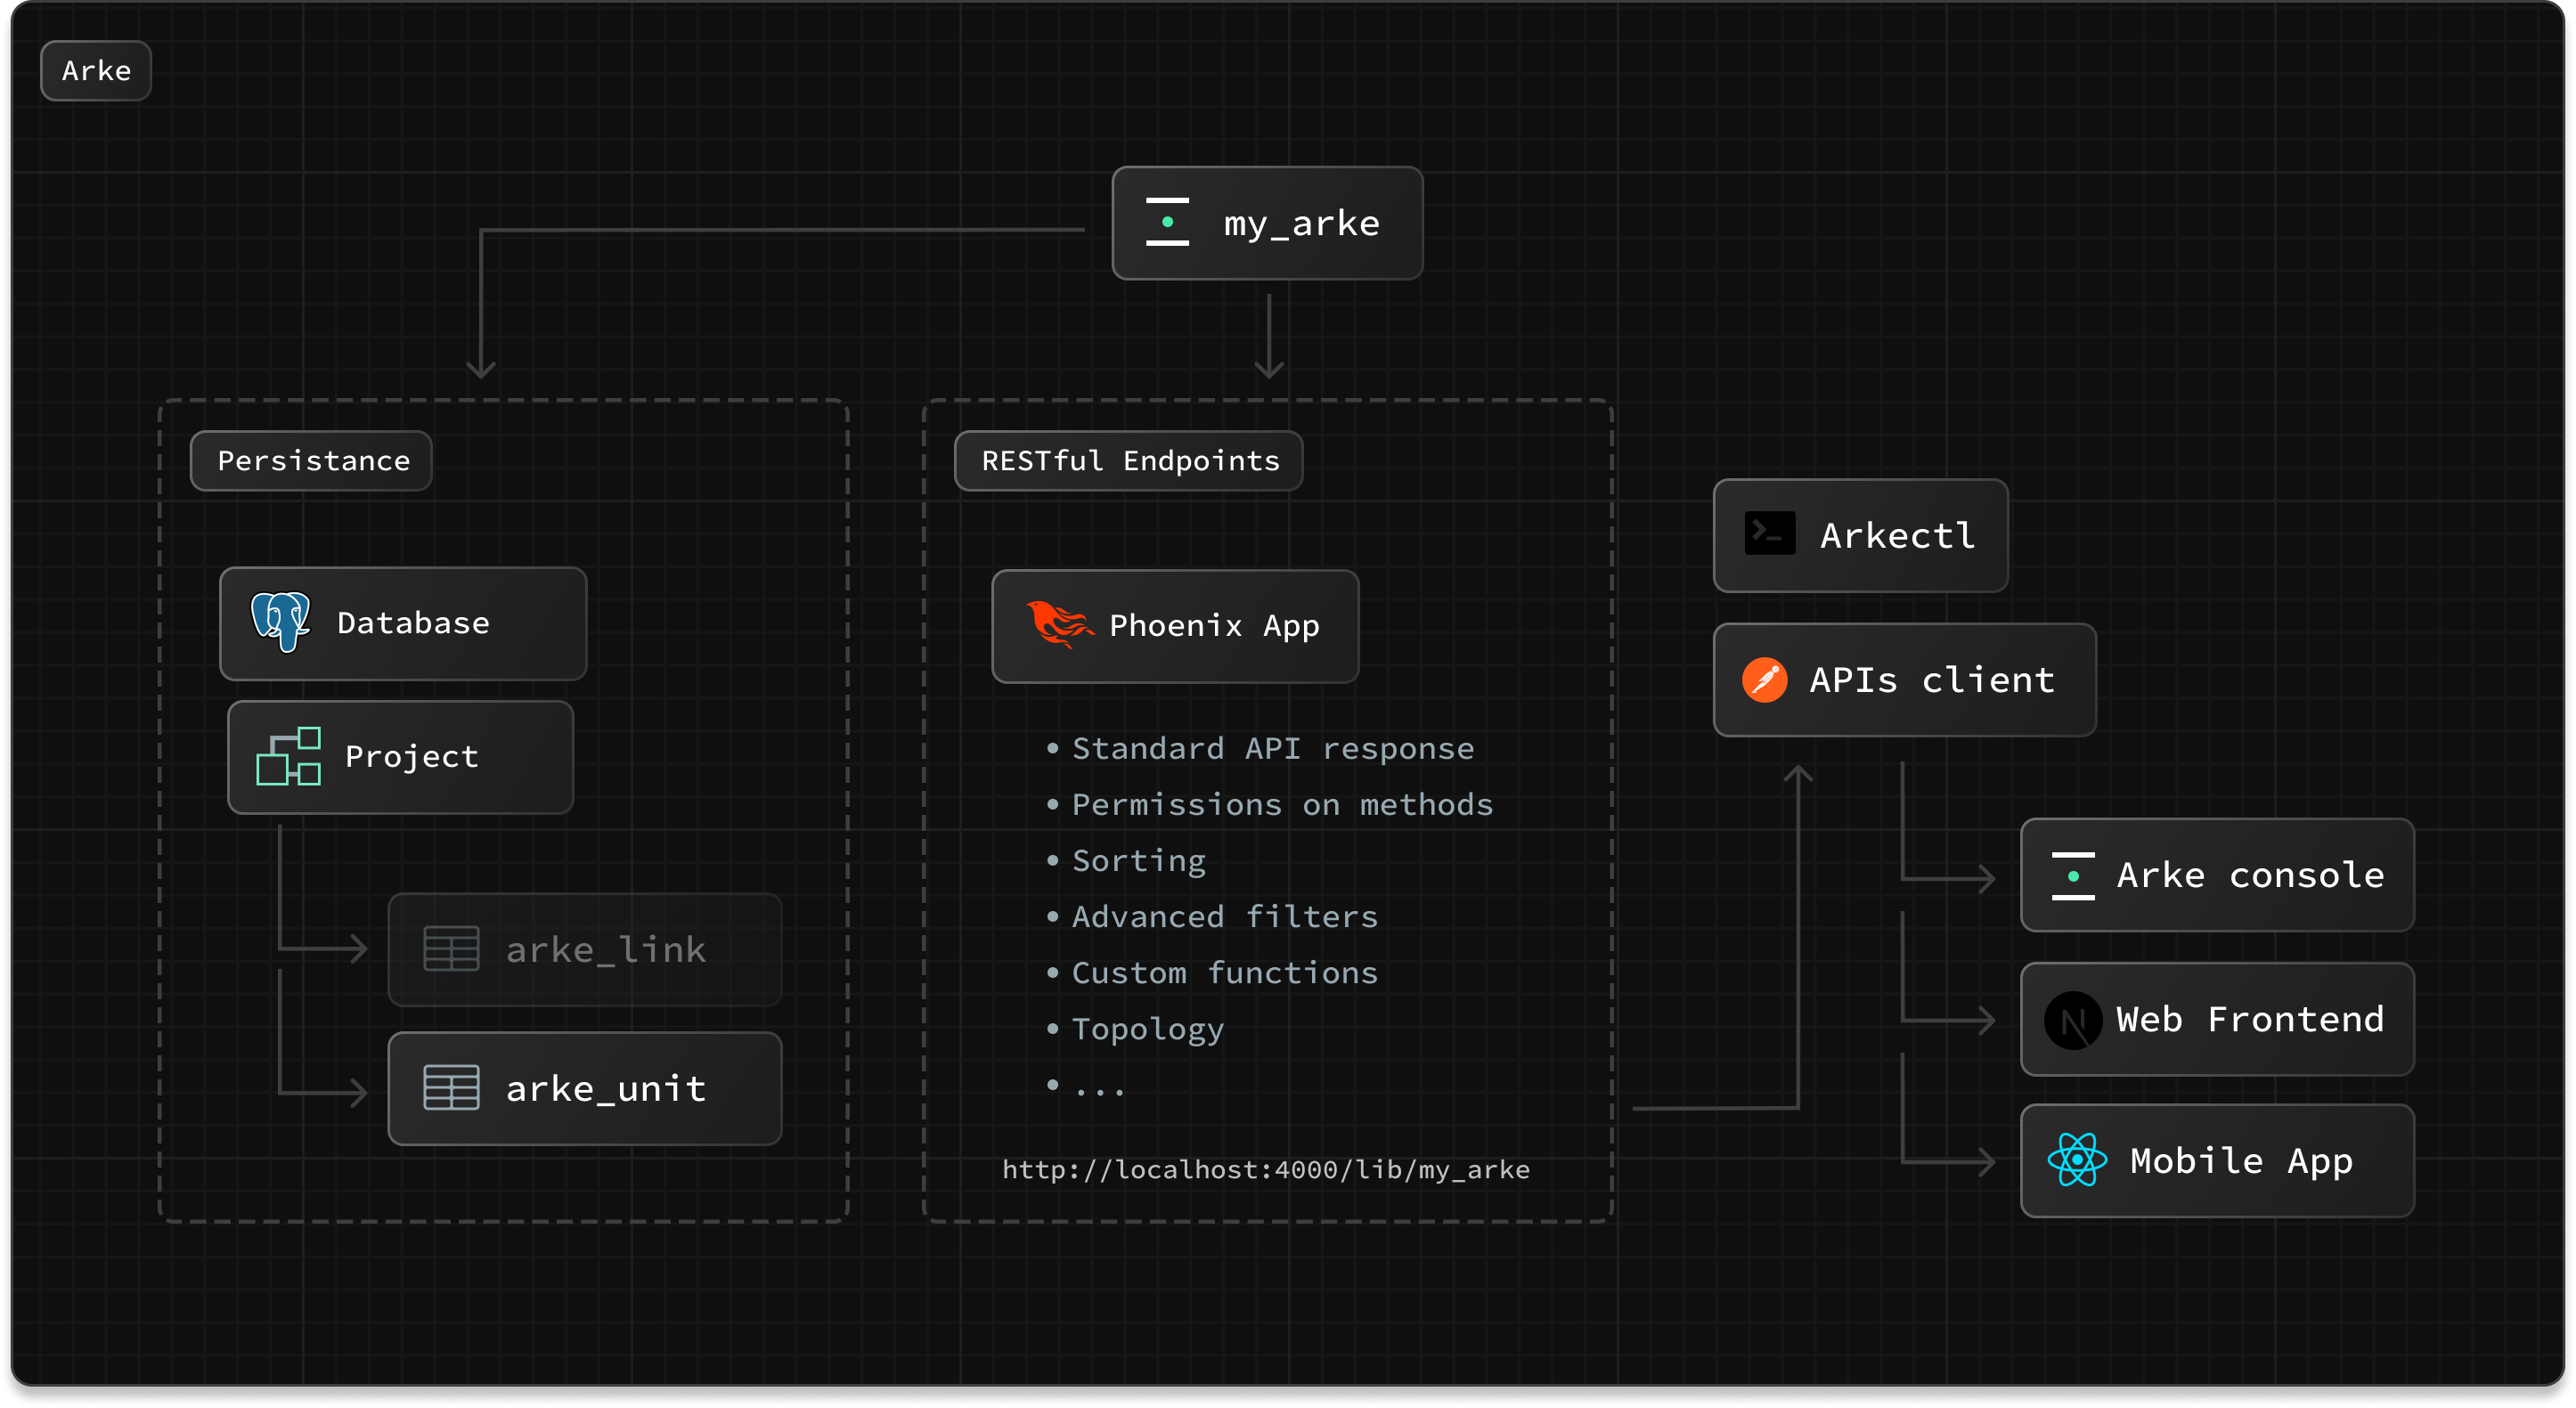 Arke
my_arke
Persistance
Database
Project
arke_link
arke_unit
RESTful Endpoints
Phoenix App
• Standard API response
• Permissions on methods
• Sorting
• Advanced filters
• Custom functions
• Topology
• ...
http://localhost:4000/lib/my_arke
Arkectl
APIs client
Arke console
Web Frontend
Mobile App